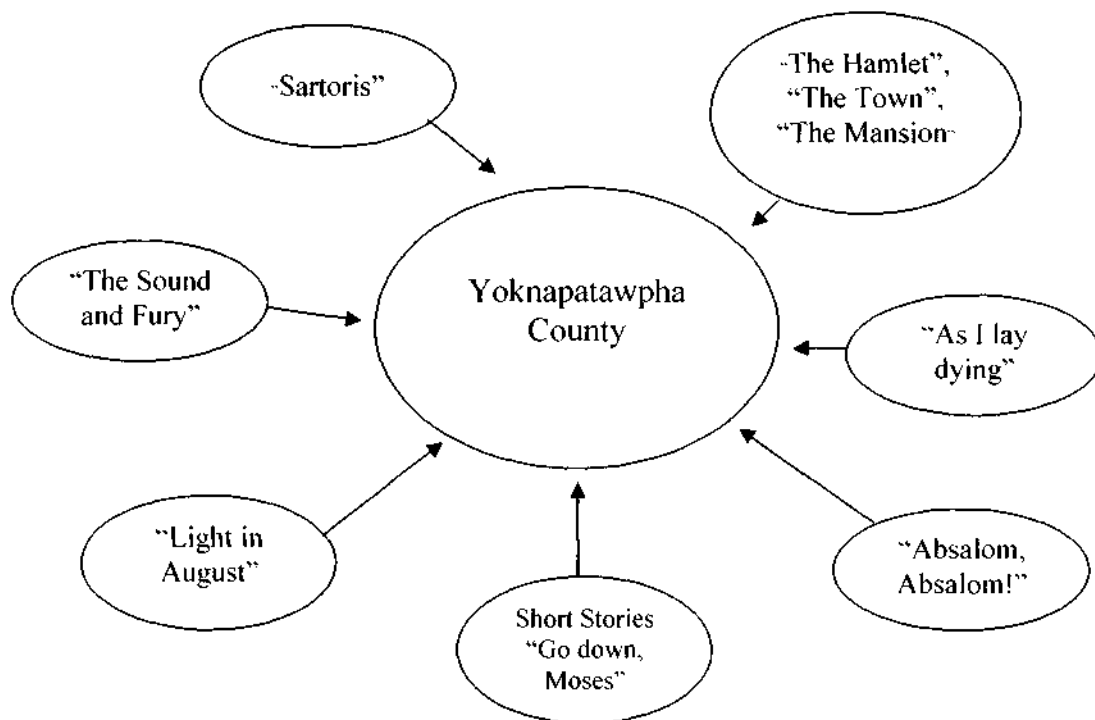 -Sartoris”
-The Hamlet”,
“The Town”,
“The Mansion-
Yoknapatawpha
County
“The Sound
and Fury”
“As I lay
dying”
“Light in
August”
“Absalom,
Absalom!”
Short Stories
“Go down,
Moses”